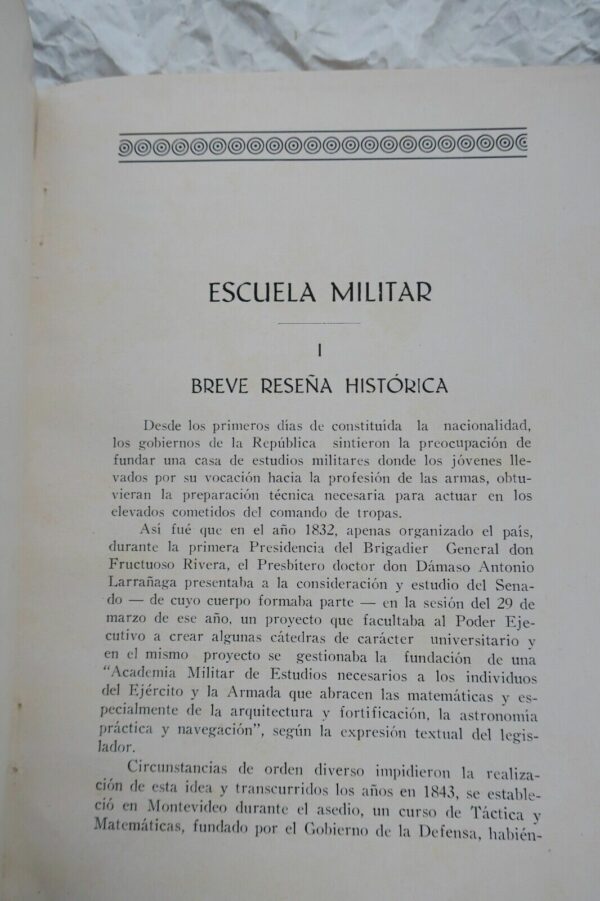 ESCUELA MILITAR
I
BREVE RESEÑA HISTÓRICA
Desde los primeros días de constituida la nacionalidad,
los gobiernos de la República sintieron la preocupación de
fundar una casa de estudios militares donde los jóvenes lle-
vados por su vocación hacia la profesión de las armas, obtu-
vieran la preparación técnica necesaria para actuar en los
elevados cometidos del comando de tropas.
Así fué que en el año 1832, apenas organizado el país,
durante la primera Presidencia del Brigadier General don
Fructuoso Rivera, el Presbítero doctor don Dámaso Antonio
Larrañaga presentaba a la consideración y estudio del Sena-
do — de cuyo cuerpo formaba parte — en la sesión del 29 de
marzo de ese año, un proyecto que facultaba al Poder Eje-
cutivo a crear algunas cátedras de carácter universitario y
en el mismo proyecto se gestionaba la fundación de una
"Academia Militar de Estudios necesarios a los individuos
del Ejército y la Armada que abracen las matemáticas y es-
pecialmente de la arquitectura y fortificación, la astronomía
práctica y navegación", según la expresión textual del legis-
lador.
Circunstancias de orden diverso impidieron la realiza-
ción de esta idea y transcurridos los años en 1843, se estable-
ció en Montevideo durante el asedio, un curso de Táctica y
Matemáticas, fundado por el Gobierno de la Defensa, habién-